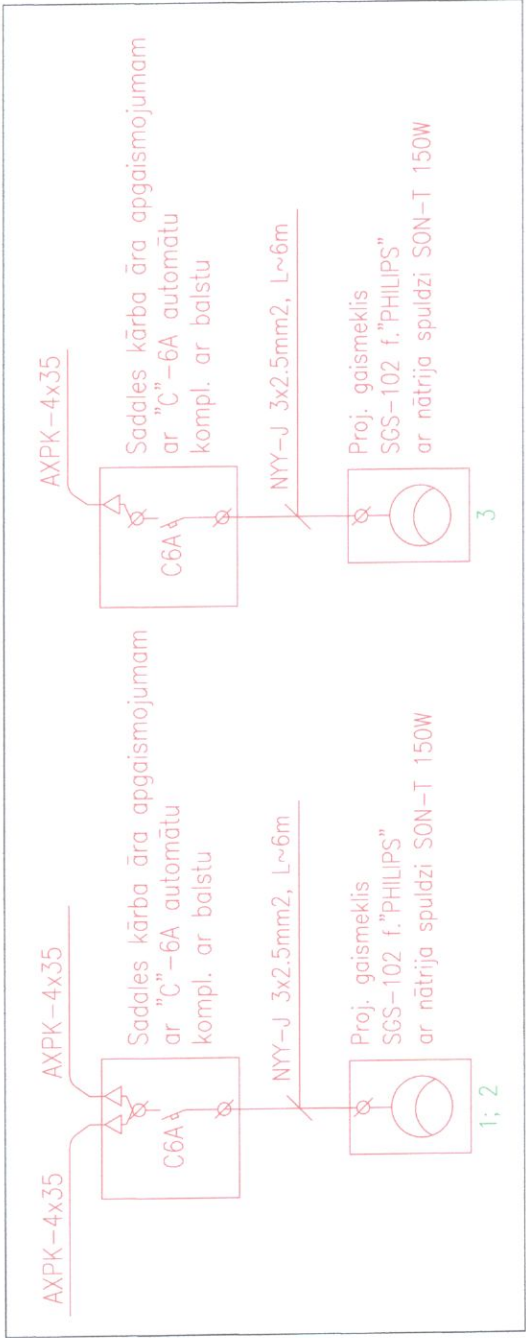 AXPK-4x35
AXPK-4x35
Sadales kārba āra apgaismojumam
ar "C"-6A automātu
kompl. ar balstu
C6A
NYY-J 3x2.5mm2, L~6m
Proj. gaismeklis
SGS-102 f."PHILIPS"
ar nātrija spuldzi SON-T 150W
1; 2
AXPK-4x35
Sadales kārba āra apgaismojumam
ar "C"-6A automātu
kompl. ar balstu
C6A
NYY-J 3x2.5mm2, L~6m
Proj. gaismeklis
SGS-102 f."PHILIPS"
ar nātrija spuldzi SON-T 150W
3